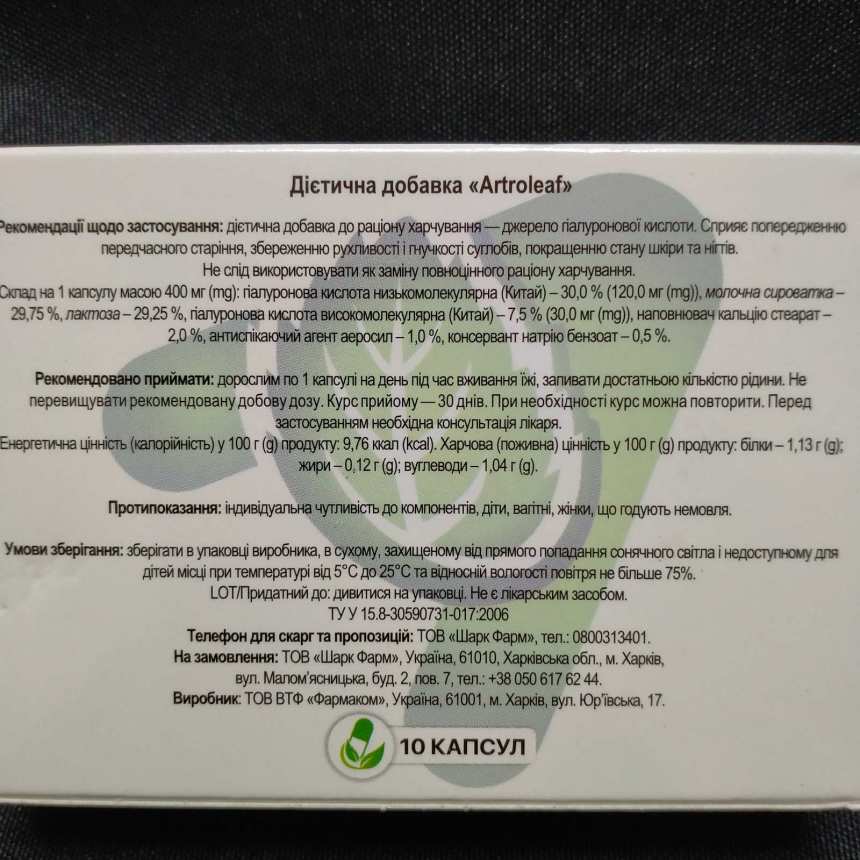 Дієтична добавка «Artroleaf»
Рекомендації щодо застосування: дієтична добавка до раціону харчування — джерело гіалуронової кислоти. Сприяє попередженню
передчасного старіння, збереженню рухливості і гнучкості суглобів, покращенню стану шкіри та нігтів.
Не слід використовувати як заміну повноцінного раціону харчування.
Склад на 1 капсулу масою 400 мг (mg): гіалуронова кислота низькомолекулярна (Китай) – 30,0 % (120,0 мг (mg)), молочна сироватка –
29,75 %, лактоза – 29,25 %, гіалуронова кислота високомолекулярна (Китай) – 7,5 % (30,0 мг (mg)), наповнювач кальцію стеарат –
2,0 %, антиспікаючий агент аеросил – 1,0 %, консервант натрію бензоат – 0,5 %.
Рекомендовано приймати: дорослим по 1 капсулі на день під час вживання їжі, запивати достатньою кількістю рідини. Не
перевищувати рекомендовану добову дозу. Курс прийому — 30 днів. При необхідності курс можна повторити. Перед
застосуванням необхідна консультація лікаря.
Енергетична цінність (калорійність) у 100 г (g) продукту: 9,76 ккал (kcal). Харчова (поживна) цінність у 100 г (g) продукту: білки – 1,13 г (g);
жири – 0,12 г (g); вуглеводи – 1,04 г (g).
Протипоказання: індивідуальна чутливість до компонентів, діти, вагітні, жінки, що годують немовля.
Умови зберігання: зберігати в упаковці виробника, в сухому, захищеному від прямого попадання сонячного світла і недоступному для
дітей місці при температурі від 5°С до 25°С та відносній вологості повітря не більше 75%.
LOT/Придатний до: дивитися на упаковці. Не є лікарським засобом.
ТУ У 15.8-30590731-017:2006
Телефон для скарг та пропозицій: ТОВ «Шарк Фарм», тел.: 0800313401.
На замовлення: ТОВ «Шарк Фарм», Україна, 61010, Харківська обл., м. Харків,
вул. Малом’ясницька, буд. 2, пов. 7, тел.: +38 050 617 62 44.
Виробник: ТОВ ВТФ «Фармаком», Україна, 61001, м. Харків, вул. Юр’ївська, 17.
10 КАПСУЛ